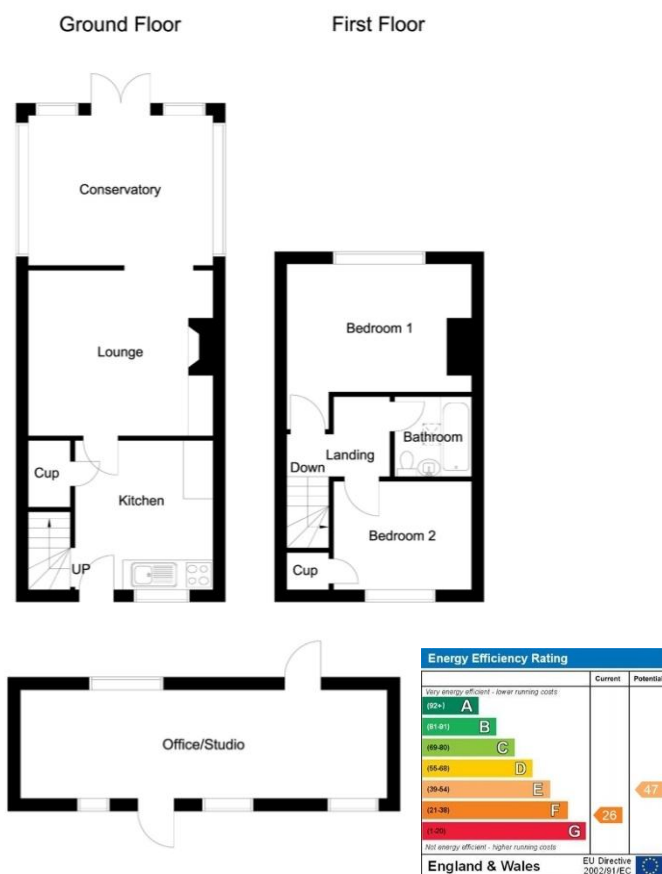 Ground Floor
First Floor
Conservatory
Lounge
Cup
Kitchen
UP
Bedroom 1
Bathroom
Landing
Down
Bedroom 2
Cup
Office/Studio
Energy Efficiency Rating
Current Potential
Very energy efficient - lower running costs
(92+) A
(81-91) B
(69-80) C
(55-68) D
(39-54) E
47
(21-38) F
26
(1-20) G
Not energy efficient - higher running costs
England & Wales
EU Directive
2002/91/EC